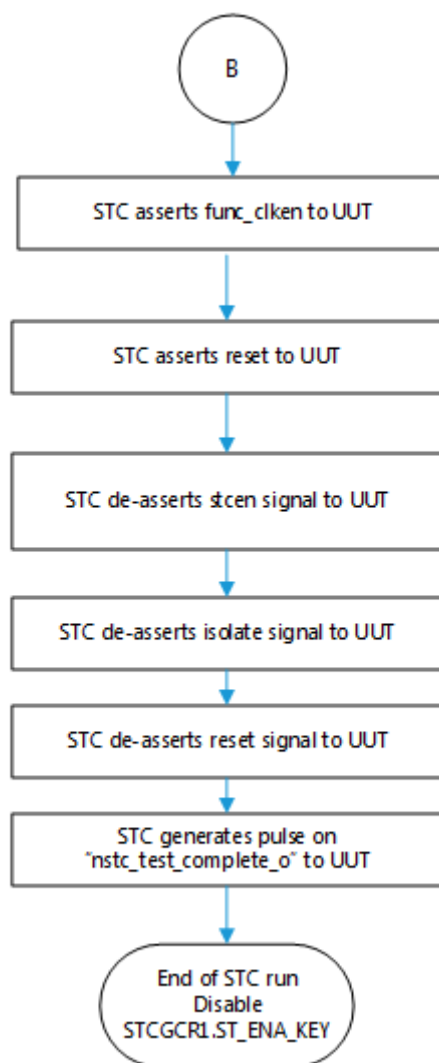 B
STC asserts func_clken to UUT
STC asserts reset to UUT
STC de-asserts stcen signal to UUT
STC de-asserts isolate signal to UUT
STC de-asserts reset signal to UUT
STC generates pulse on
"nstc_test_complete_o" to UUT
End of STC run
Disable
STCGCR1.ST_ENA_KEY